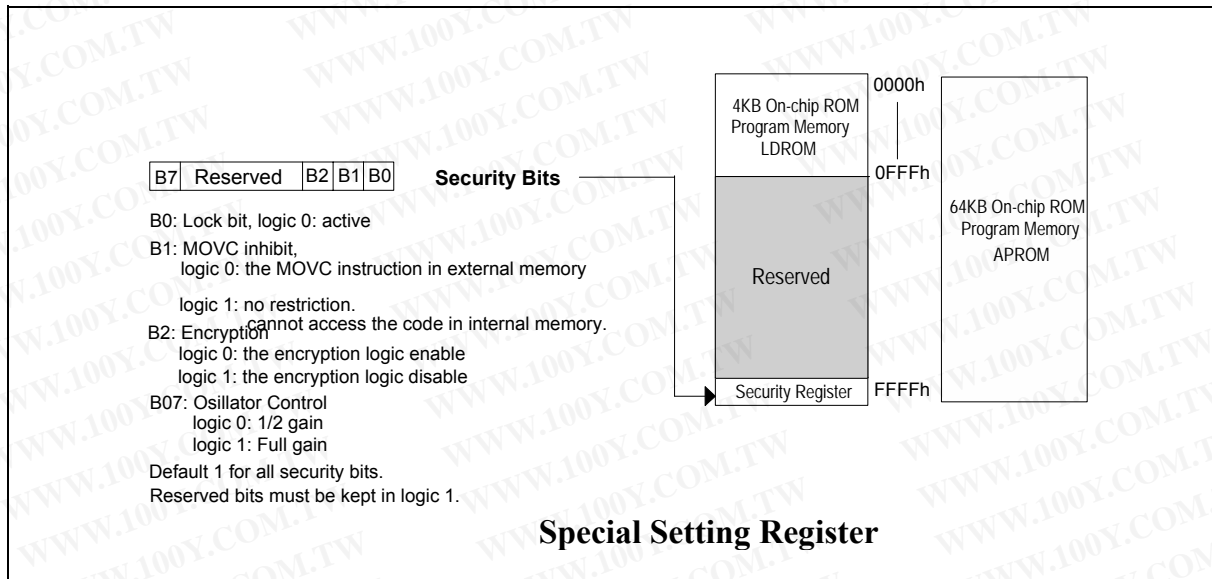 B7 Reserved B2 B1 B0
Security Bits
B0: Lock bit, logic 0: active
B1: MOVC inhibit,
logic 0: the MOVC instruction in external memory
logic 1: no restriction.
cannot access the code in internal memory.
B2: Encryption
logic 0: the encryption logic enable
logic 1: the encryption logic disable
B07: Osillator Control
logic 0: 1/2 gain
logic 1: Full gain
Default 1 for all security bits.
Reserved bits must be kept in logic 1.
4KB On-chip ROM
Program Memory
LDROM
0000h
0FFFh
Reserved
Security Register
FFFFh
64KB On-chip ROM
Program Memory
APROM
Special Setting Register
WWW.100Y.COM.TW